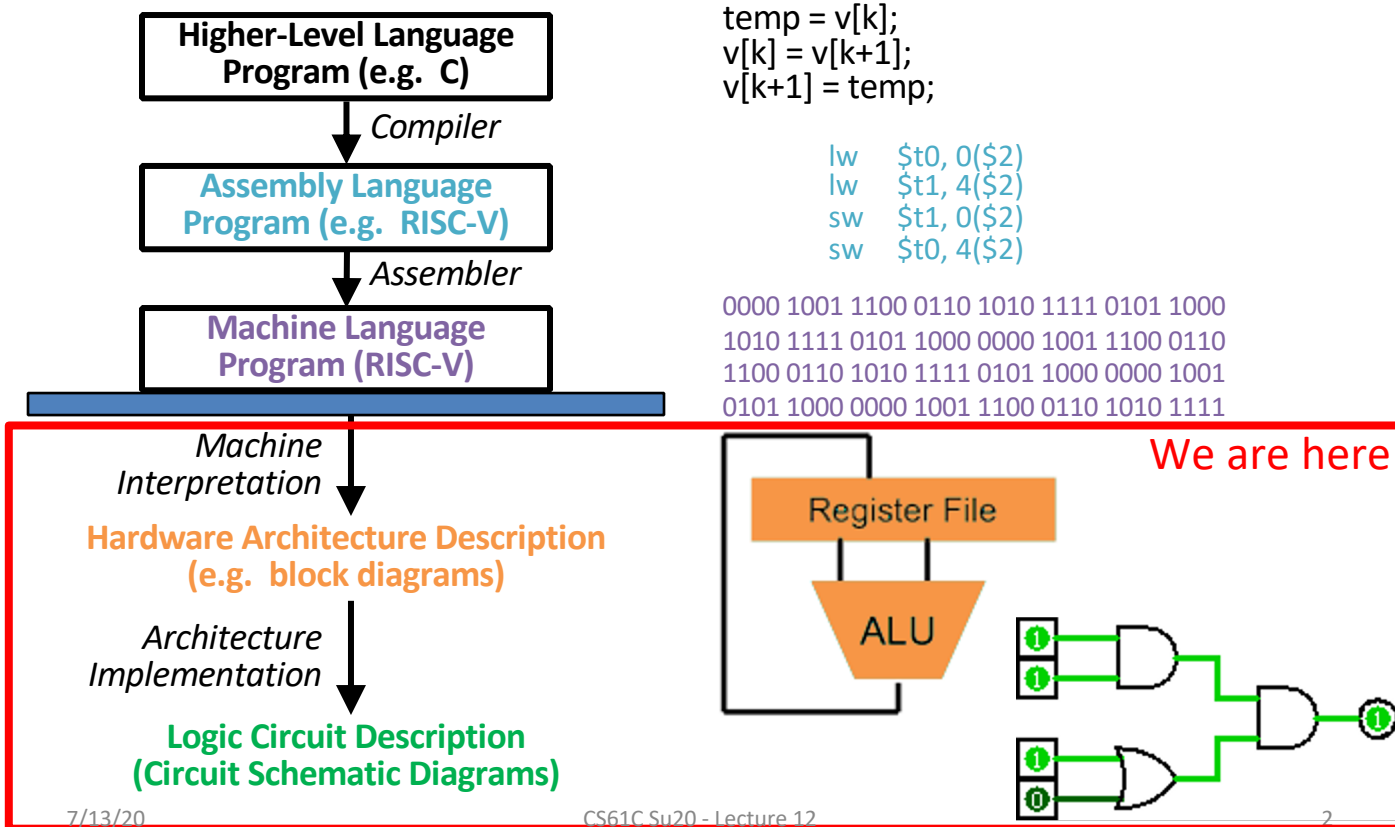 Higher-Level Language
Program (e.g. C)
Compiler
Assembly Language
Program (e.g. RISC-V)
Assembler
Machine Language
Program (RISC-V)
temp = v[k];
v[k] = v[k+1];
v[k+1] = temp;
lw $t0, 0($2)
lw $t1, 4($2)
sw $t1, 0($2)
sw $t0, 4($2)
0000 1001 1100 0110 1010 1111 0101 1000
1010 1111 0101 1000 0000 1001 1100 0110
1100 0110 1010 1111 0101 1000 0000 1001
0101 1000 0000 1001 1100 0110 1010 1111
We are here
Machine
Interpretation
Hardware Architecture Description
(e.g. block diagrams)
Architecture
Implementation
Logic Circuit Description
(Circuit Schematic Diagrams)
Register File
ALU
1
1
1
0
1
7/13/20
CS61C Su20 - Lecture 12
2